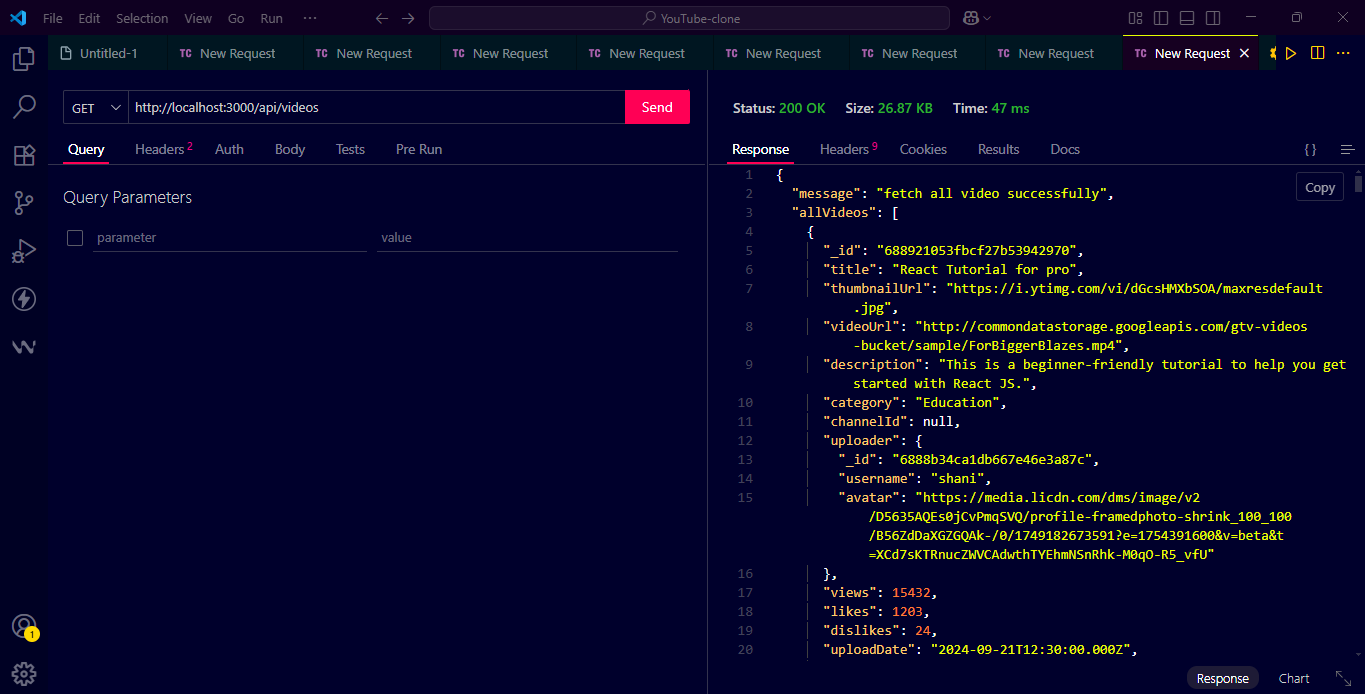 File Edit Selection View Go Run ··· YouTube-clone
Untitled-1 TC New Request TC New Request TC New Request TC New Request TC New Request TC New Request TC New Request TC New Request
GET http://localhost:3000/api/videos Send
Query Headers 2 Auth Body Tests Pre Run
Query Parameters
parameter value
Status: 200 OK Size: 26.87 KB Time: 47 ms
Response Headers 9 Cookies Results Docs { }
Copy
1 {
2 "message": "fetch all video successfully",
3 "allVideos": [
4 {
5 "_id": "688921053fbcf27b53942970",
6 "title": "React Tutorial for pro",
7 "thumbnailUrl": "https://i.ytimg.com/vi/dGcsHMXbSOA/maxresdefault
.jpg",
8 "videoUrl": "http://commondatastorage.googleapis.com/gtv-videos
-bucket/sample/ForBiggerBlazes.mp4",
9 "description": "This is a beginner-friendly tutorial to help you get
started with React JS.",
10 "category": "Education",
11 "channelId": null,
12 "uploader": {
13 "_id": "6888b34ca1db667e46e3a87c",
14 "username": "shani",
15 "avatar": "https://media.licdn.com/dms/image/v2
/D5635AQEs0jCvPmqSVQ/profile-framedphoto-shrink_100_100
/B56ZdDaXGZGQAk-/0/1749182673591?e=1754391600&v=beta&t
=XCd7sKTRnucZWVCAdwthTYEhmNSnRhk-M0qO-R5_vfU"
16 },
17 "views": 15432,
18 "likes": 1203,
19 "dislikes": 24,
20 "uploadDate": "2024-09-21T12:30:00.000Z",
1
Response Chart